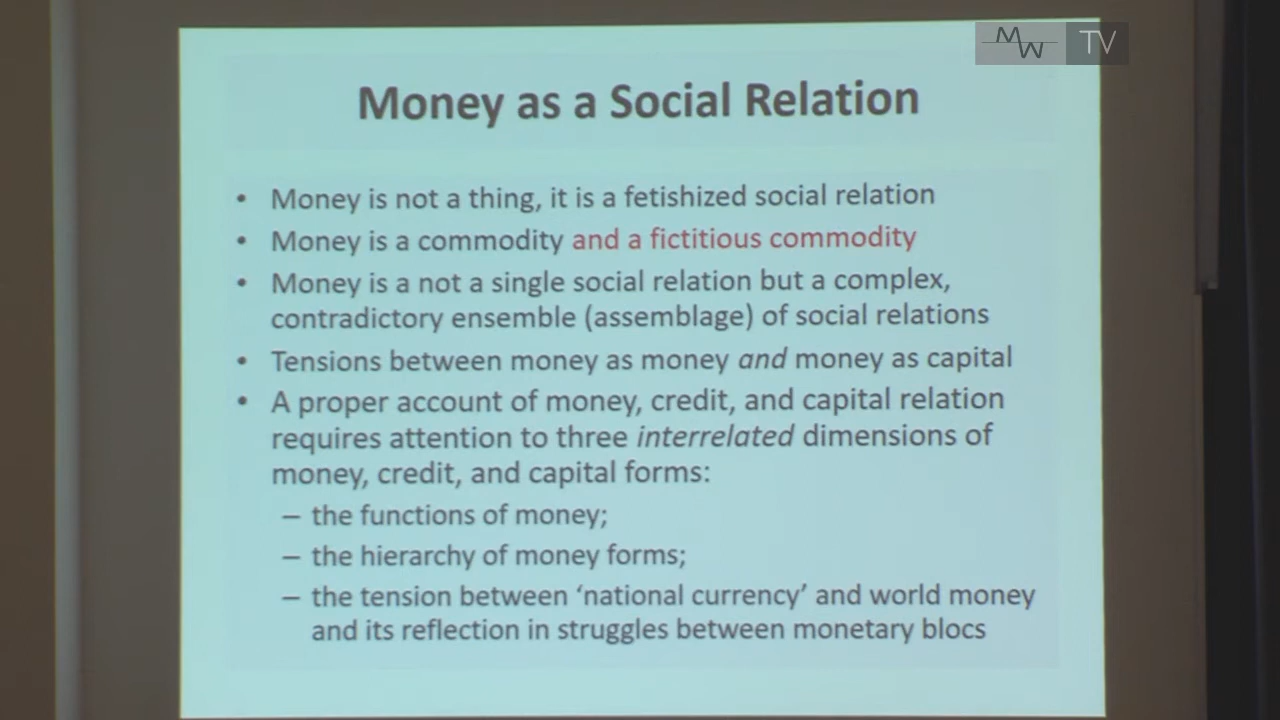 MW TV
Money as a Social Relation
• Money is not a thing, it is a fetishized social relation
• Money is a commodity and a fictitious commodity
• Money is a not a single social relation but a complex,
contradictory ensemble (assemblage) of social relations
• Tensions between money as money and money as capital
• A proper account of money, credit, and capital relation
requires attention to three interrelated dimensions of
money, credit, and capital forms:
– the functions of money;
– the hierarchy of money forms;
– the tension between ‘national currency’ and world money
and its reflection in struggles between monetary blocs